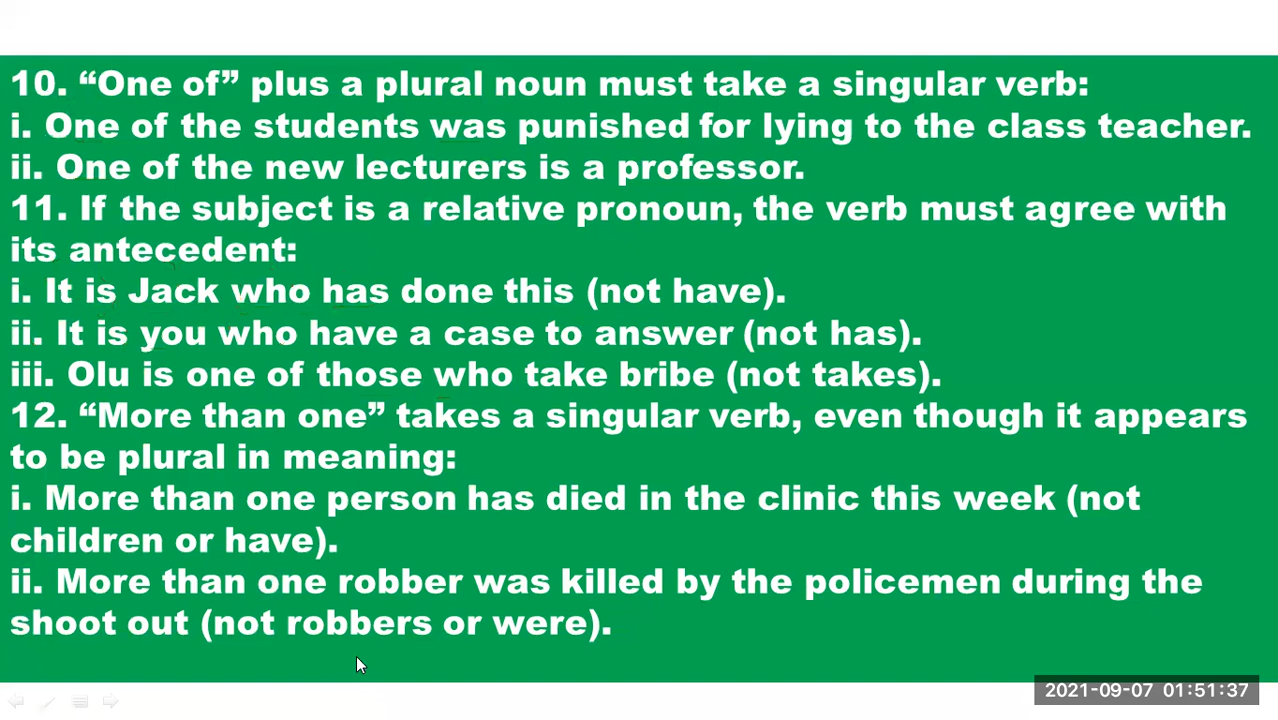 10. “One of” plus a plural noun must take a singular verb:
i. One of the students was punished for lying to the class teacher.
ii. One of the new lecturers is a professor.
11. If the subject is a relative pronoun, the verb must agree with
its antecedent:
i. It is Jack who has done this (not have).
ii. It is you who have a case to answer (not has).
iii. Olu is one of those who take bribe (not takes).
12. “More than one” takes a singular verb, even though it appears
to be plural in meaning:
i. More than one person has died in the clinic this week (not
children or have).
ii. More than one robber was killed by the policemen during the
shoot out (not robbers or were).
2021-09-07 01:51:37